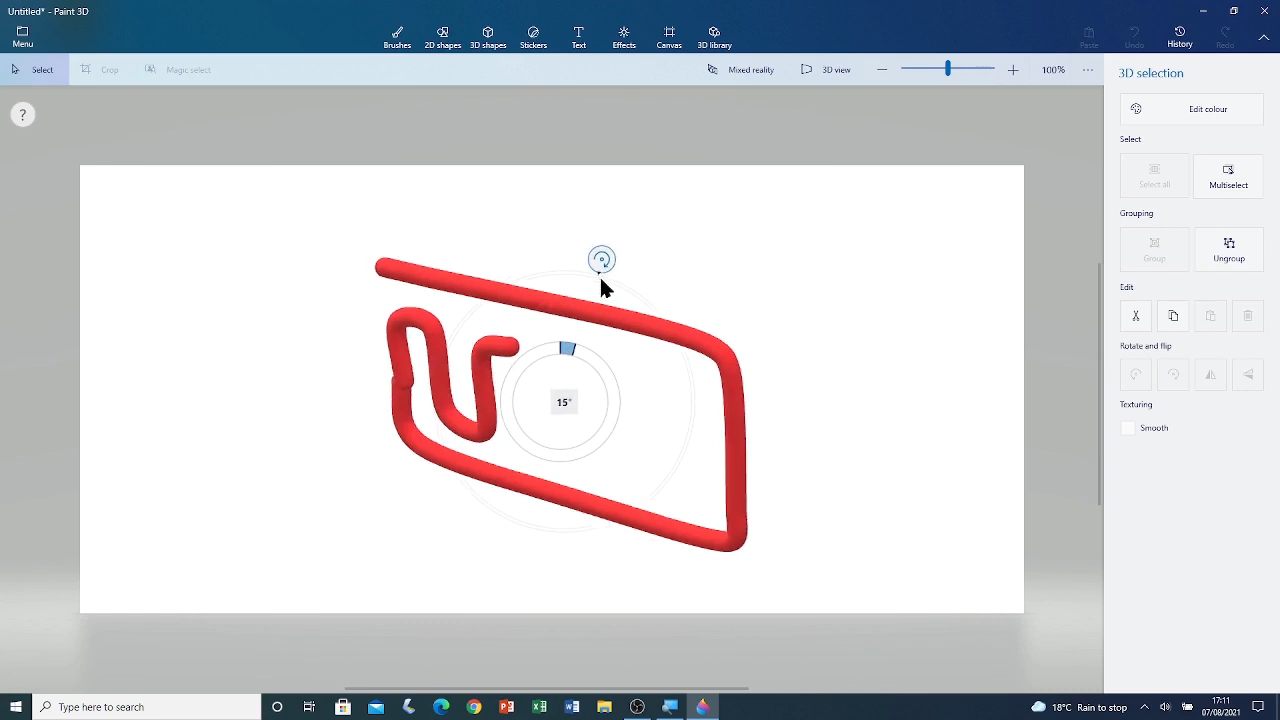 Untitled* - Paint 3D
Menu
Brushes
2D shapes
3D shapes
Stickers
Text
Effects
Canvas
3D library
Paste
Undo
History
Redo
Select
Crop
Magic select
Mixed reality
3D view
100%
3D selection
Edit colour
Select
Select all
Multiselect
Grouping
Group
Ungroup
Edit
Rotate and flip
Texturing
Smooth
?
15°
Type here to search
18°C Rain to stop
17:11
07/08/2021